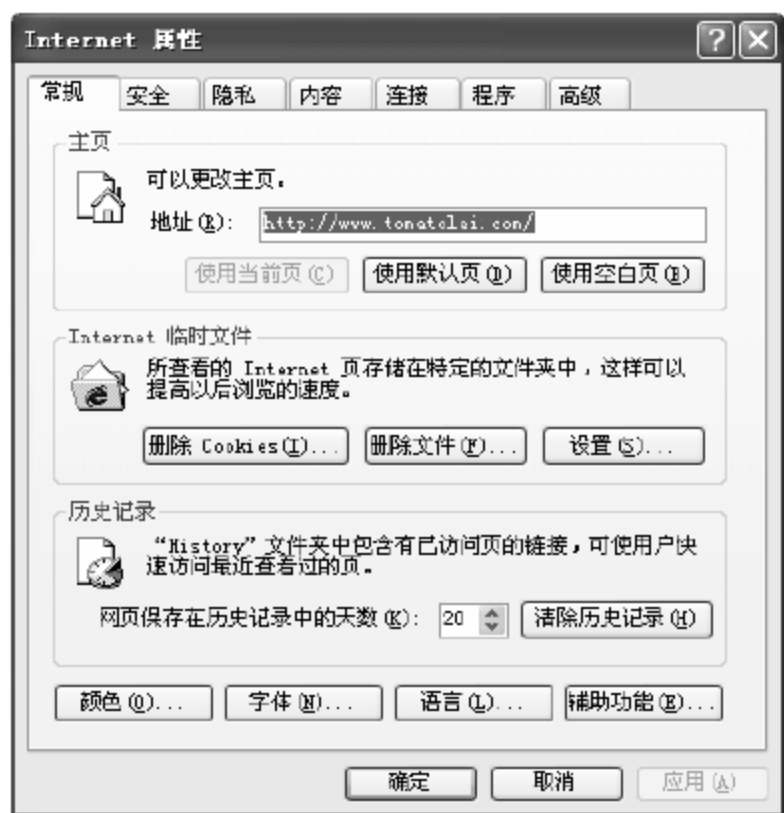 Internet 属性
常规 安全 隐私 内容 连接 程序 高级
主页
可以更改主页。
地址(R): http://www.tomatolei.com/
使用当前页(C) 使用默认页(D) 使用空白页(B)
Internet 临时文件
所查看的 Internet 页存储在特定的文件夹中，这样可以
提高以后浏览的速度。
删除 Cookies(I)... 删除文件(F)... 设置(S)...
历史记录
“History”文件夹中包含有已访问页的链接，可使用户快
速访问最近查看过的页。
网页保存在历史记录中的天数(K): 20 清除历史记录(H)
颜色(O)... 字体(N)... 语言(L)... 辅助功能(E)...
确定 取消 应用(A)